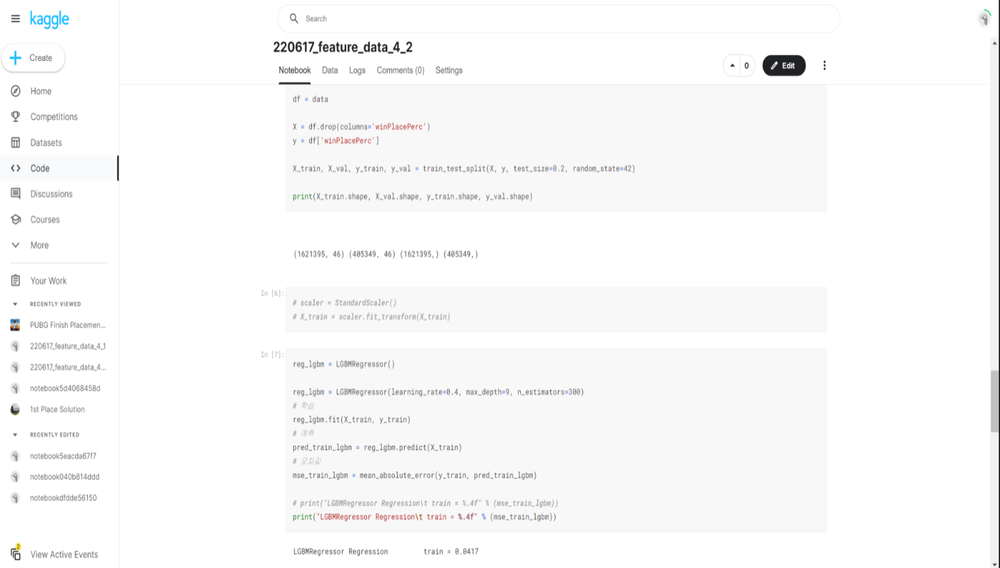 kaggle
Search
220617_feature_data_4_2
Create
Notebook Data Logs Comments (0) Settings
0 Edit
Home
Competitions
Datasets
Code
Discussions
Courses
More
Your Work
RECENTLY VIEWED
PUBG Finish Placemen...
220617_feature_data_4_1
220617_feature_data_4...
notebook5d4068458d
1st Place Solution
RECENTLY EDITED
notebook5eacda67f7
notebook040b814ddd
notebookdfdde56150
2
View Active Events
df = data
X = df.drop(columns='winPlacePerc')
y = df['winPlacePerc']
X_train, X_val, y_train, y_val = train_test_split(X, y, test_size=0.2, random_state=42)
print(X_train.shape, X_val.shape, y_train.shape, y_val.shape)
(1621395, 46) (405349, 46) (1621395,) (405349,)
In [6]:
# scaler = StandardScaler()
# X_train = scaler.fit_transform(X_train)
In [7]:
reg_lgbm = LGBMRegressor()
reg_lgbm = LGBMRegressor(learning_rate=0.4, max_depth=9, n_estimators=300)
# 학습
reg_lgbm.fit(X_train, y_train)
# 예측
pred_train_lgbm = reg_lgbm.predict(X_train)
# 오차값
mse_train_lgbm = mean_absolute_error(y_train, pred_train_lgbm)
# print("LGBMRegressor Regression\t train = %.4f" % (mse_train_lgbm))
print("LGBMRegressor Regression\t train = %.4f" % (mse_train_lgbm))
LGBMRegressor Regression train = 0.0417